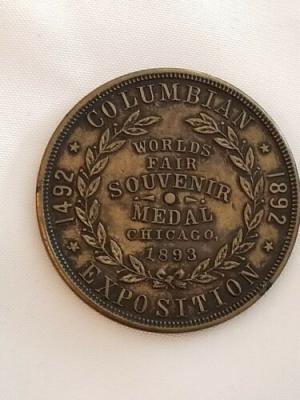 COLUMBIAN
1492
WORLDS
FAIR
SOUVENIR
MEDAL
CHICAGO,
1893
1892
EXPOSITION